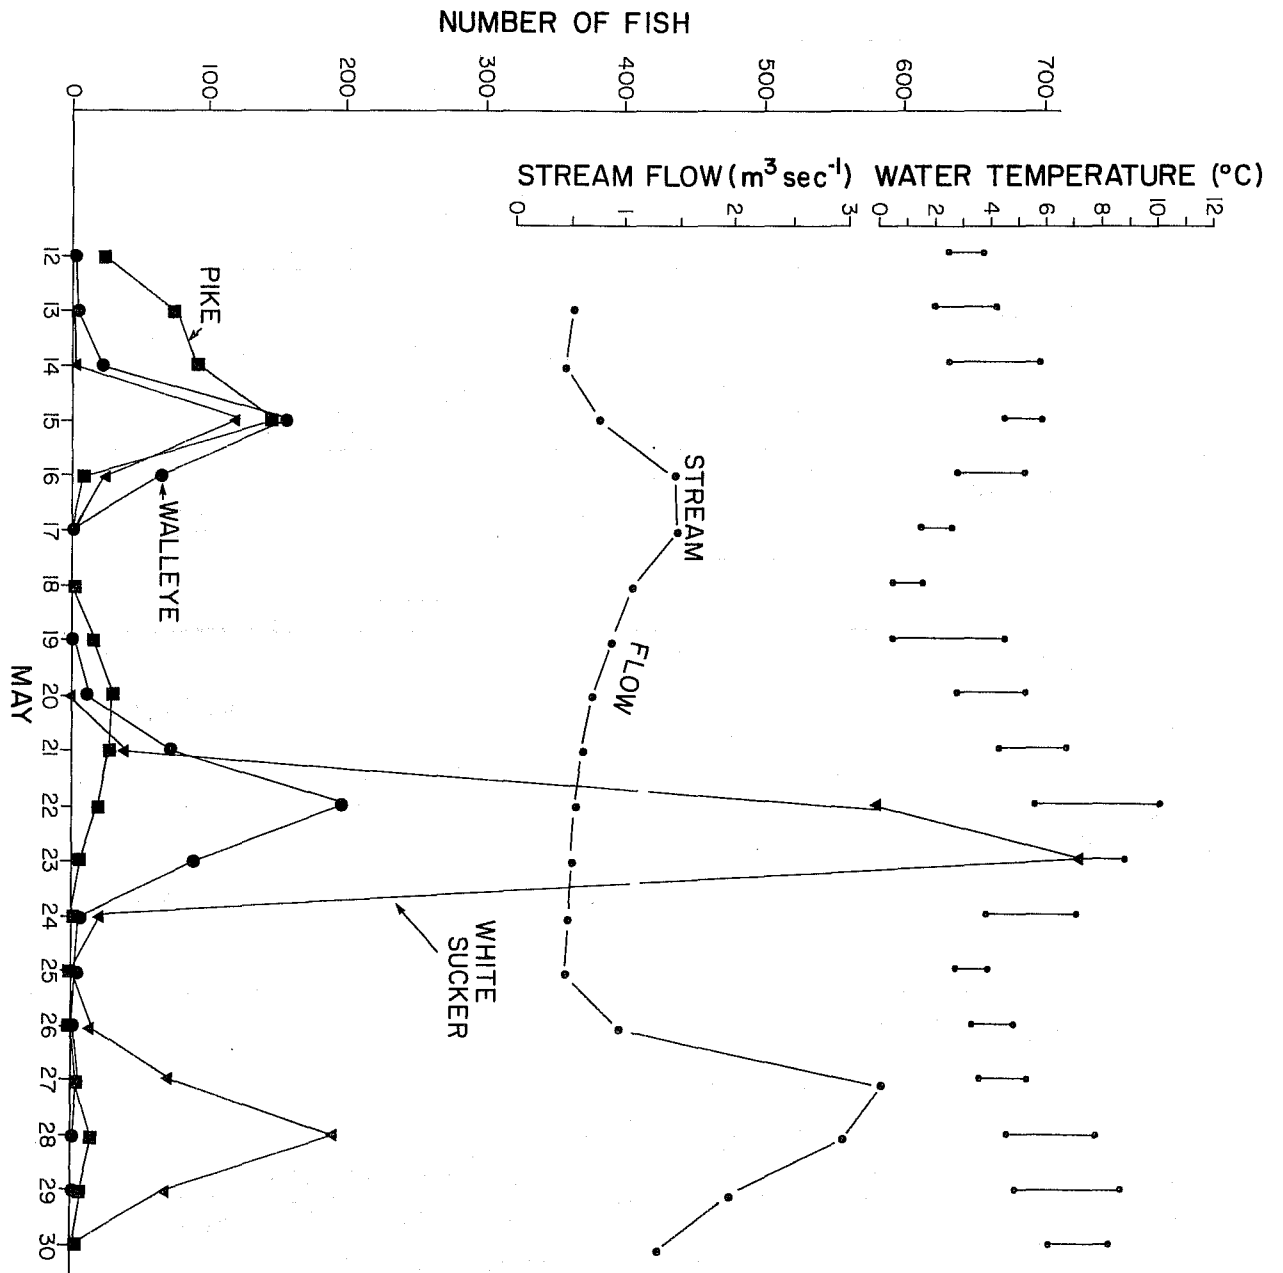 NUMBER OF FISH
0 100 200 300 400 500 600 700
STREAM FLOW (m³ sec⁻¹)
0 1 2 3
WATER TEMPERATURE (°C)
0 2 4 6 8 10 12
PIKE
WALLEYE
STREAM
FLOW
WHITE
SUCKER
12 13 14 15 16 17 18 19 20 21 22 23 24 25 26 27 28 29 30
MAY